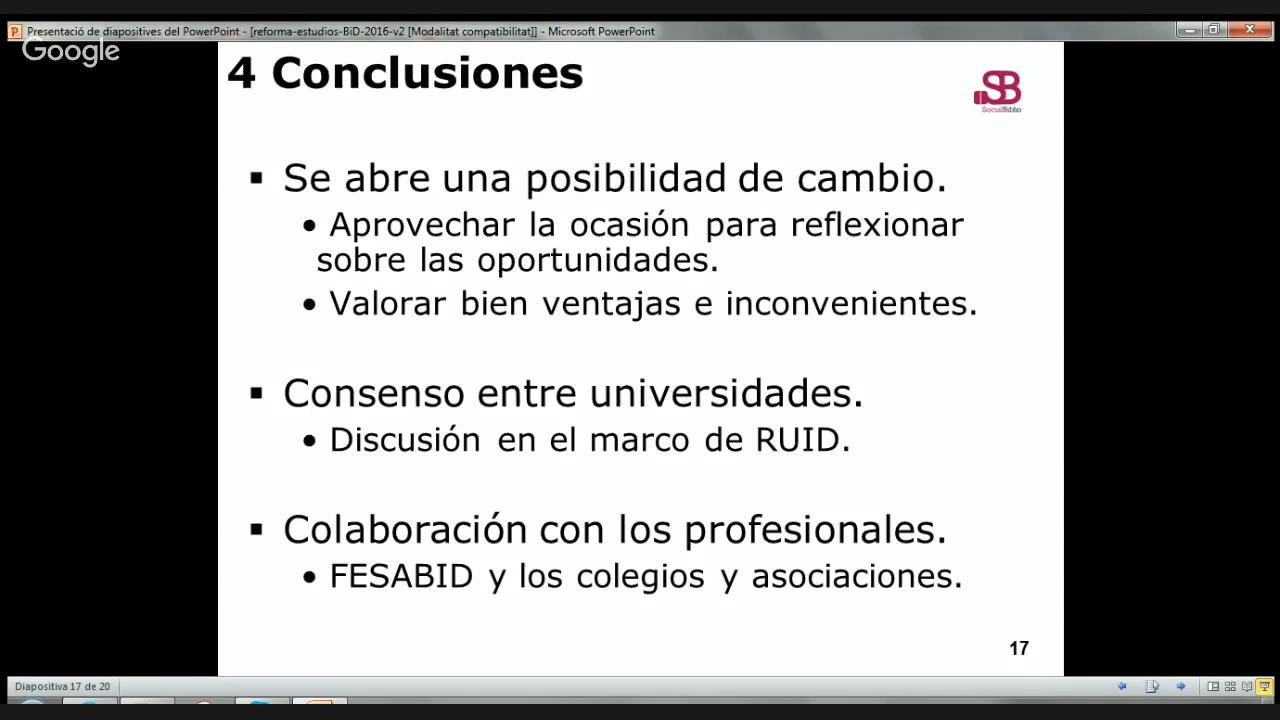 Presentació de diapositives del PowerPoint - [reforma-estudios-BiD-2016-v2 [Modalitat compatibilitat]] - Microsoft PowerPoint
Google
4 Conclusiones
SB
SocialBiblio
▪ Se abre una posibilidad de cambio.
• Aprovechar la ocasión para reflexionar
sobre las oportunidades.
• Valorar bien ventajas e inconvenientes.
▪ Consenso entre universidades.
• Discusión en el marco de RUID.
▪ Colaboración con los profesionales.
• FESABID y los colegios y asociaciones.
17
Diapositiva 17 de 20